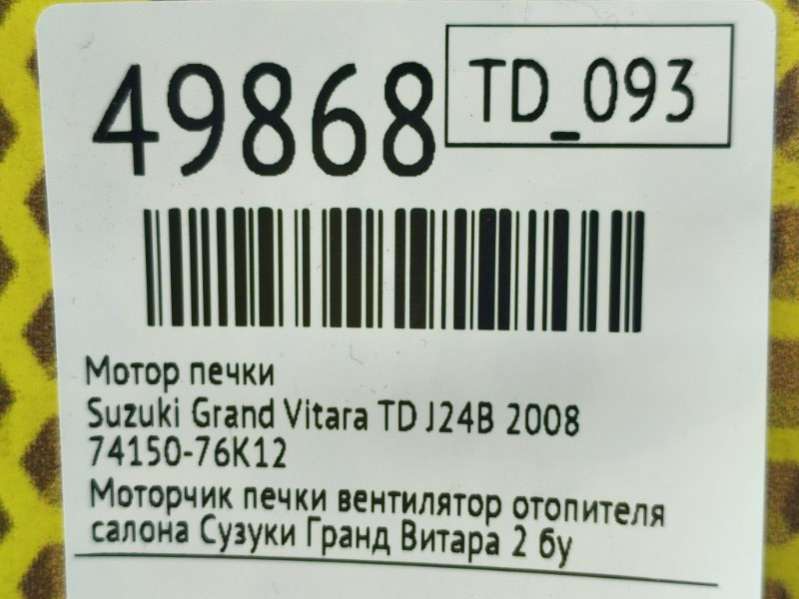 49868
TD_093
Мотор печки
Suzuki Grand Vitara TD J24B 2008
74150-76K12
Моторчик печки вентилятор отопителя
салона Сузуки Гранд Витара 2 бу